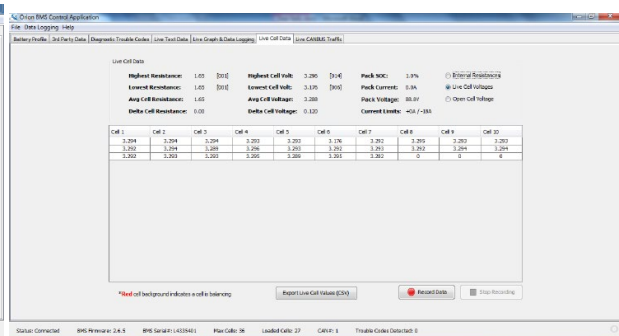 Orion BMS Control Application
File Data Logging Help
Battery Profile 3rd Party Data Diagnostic Trouble Codes Live Text Data Live Graph & Data Logging Live Cell Data Live CANBUS Traffic
Live Cell Data
Highest Resistance: 1.65 [001] Highest Cell Volt: 3.296 [014] Pack SOC: 1.0% Internal Resistances
Lowest Resistance: 1.65 [001] Lowest Cell Volt: 3.176 [006] Pack Current: 0.0A Live Cell Voltages
Avg Cell Resistance: 1.65 Avg Cell Voltage: 3.288 Pack Voltage: 88.8V Open Cell Voltage
Delta Cell Resistance: 0.00 Delta Cell Voltage: 0.120 Current Limits:
Cell 1 Cell 2 Cell 3 Cell 4 Cell 5 Cell 6 Cell 7 Cell 8 Cell 9 Cell 10
3.294 3.294 3.294 3.293 3.293 3.176 3.292 3.295 3.293 3.293
3.292 3.294 3.289 3.296 3.293 3.292 3.293 3.292 3.294 3.294
3.292 3.293 3.293 3.295 3.289 3.295 3.292 0 0 0
*Red cell background indicates a cell is balancing Export Live Cell Values (CSV) Record Data Stop Recording
Status: Connected BMS Firmware: 2.6.5 BMS Serial#: L4335401 Max Cells: 36 Loaded Cells: 27 CAN#: 1 Trouble Codes Detected: 0